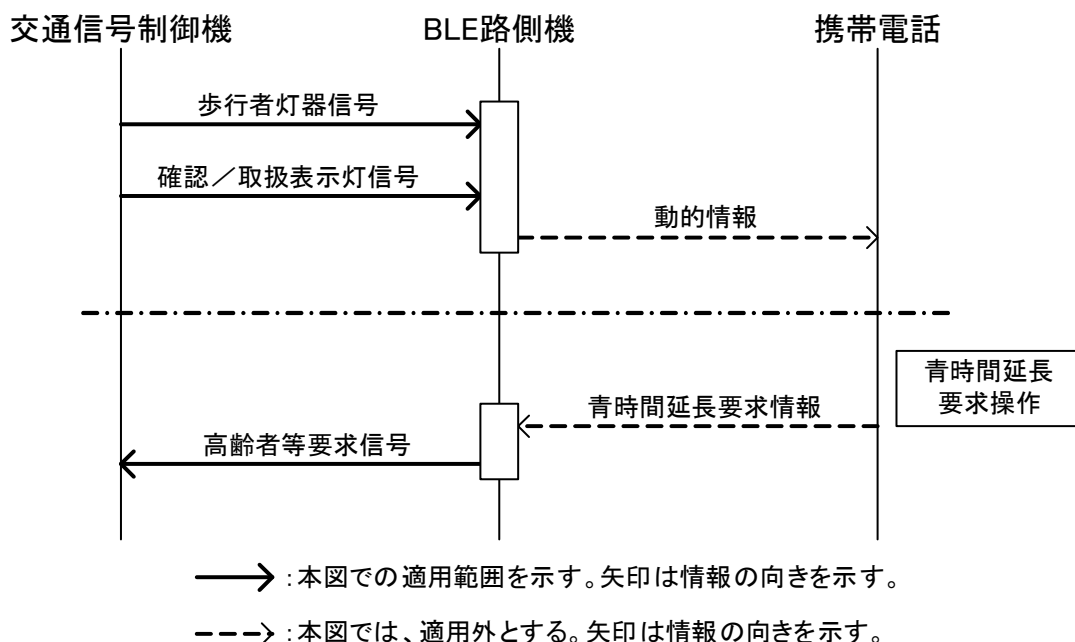 交通信号制御機
BLE路側機
携帯電話
歩行者灯器信号
確認／取扱表示灯信号
動的情報
青時間延長
要求操作
青時間延長要求情報
高齢者等要求信号
：本図での適用範囲を示す。矢印は情報の向きを示す。
：本図では、適用外とする。矢印は情報の向きを示す。